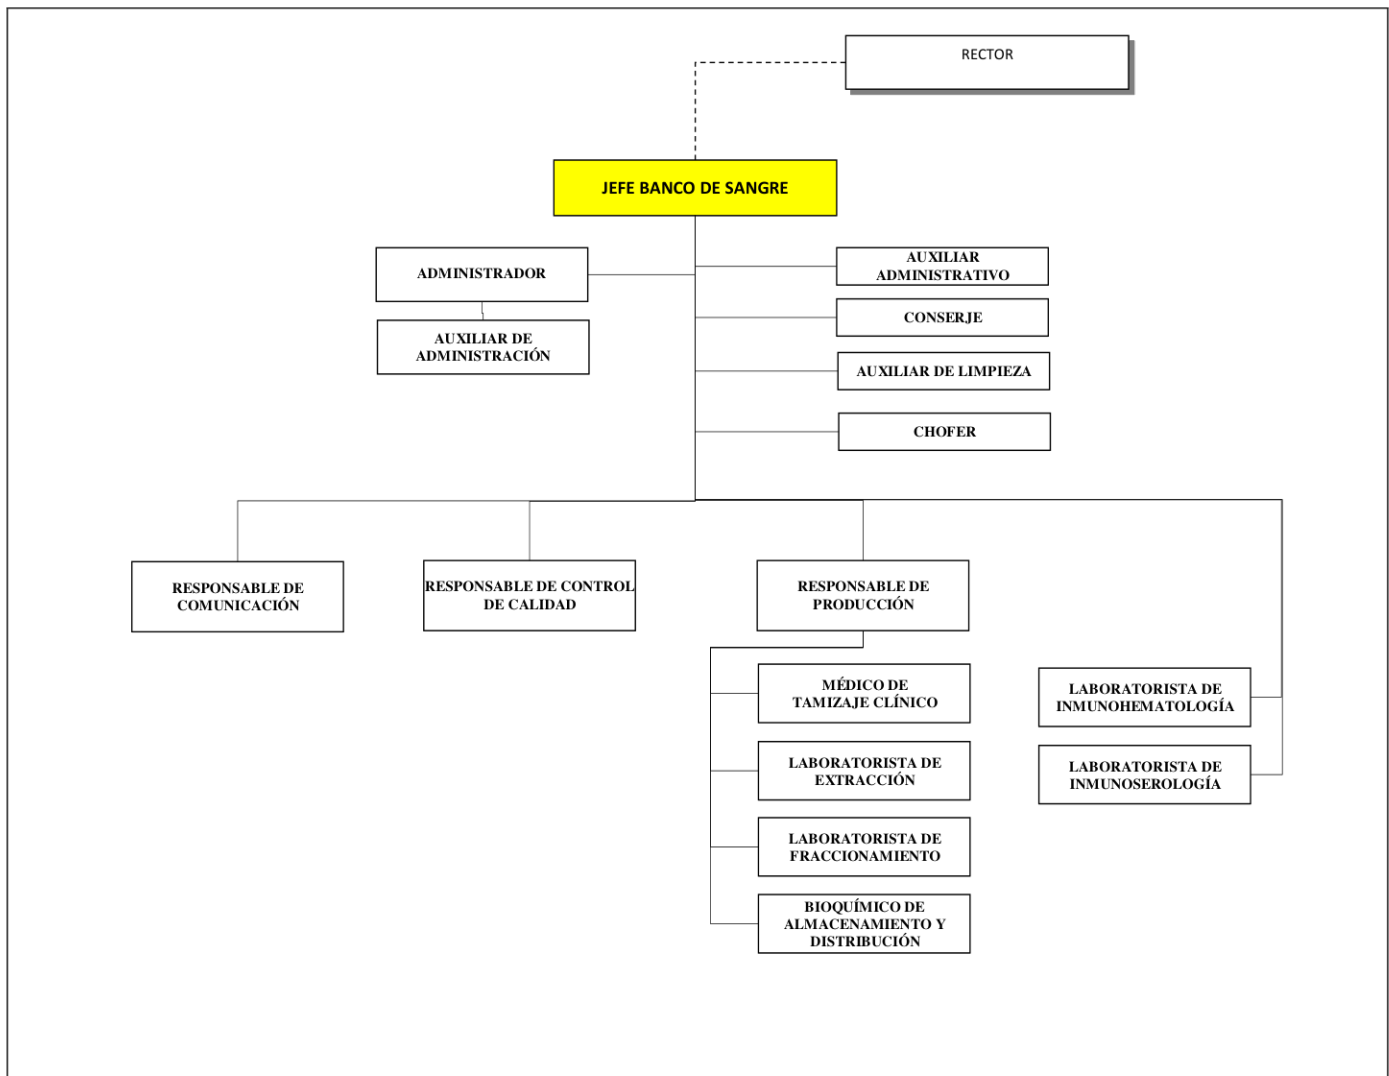 RECTOR
JEFE BANCO DE SANGRE
ADMINISTRADOR
AUXILIAR DE
ADMINISTRACIÓN
AUXILIAR
ADMINISTRATIVO
CONSERJE
AUXILIAR DE LIMPIEZA
CHOFER
RESPONSABLE DE
COMUNICACIÓN
RESPONSABLE DE CONTROL
DE CALIDAD
RESPONSABLE DE
PRODUCCIÓN
MÉDICO DE
TAMIZAJE CLÍNICO
LABORATORISTA DE
EXTRACCIÓN
LABORATORISTA DE
FRACCIONAMIENTO
BIOQUÍMICO DE
ALMACENAMIENTO Y
DISTRIBUCIÓN
LABORATORISTA DE
INMUNOHEMATOLOGÍA
LABORATORISTA DE
INMUNOSEROLOGÍA